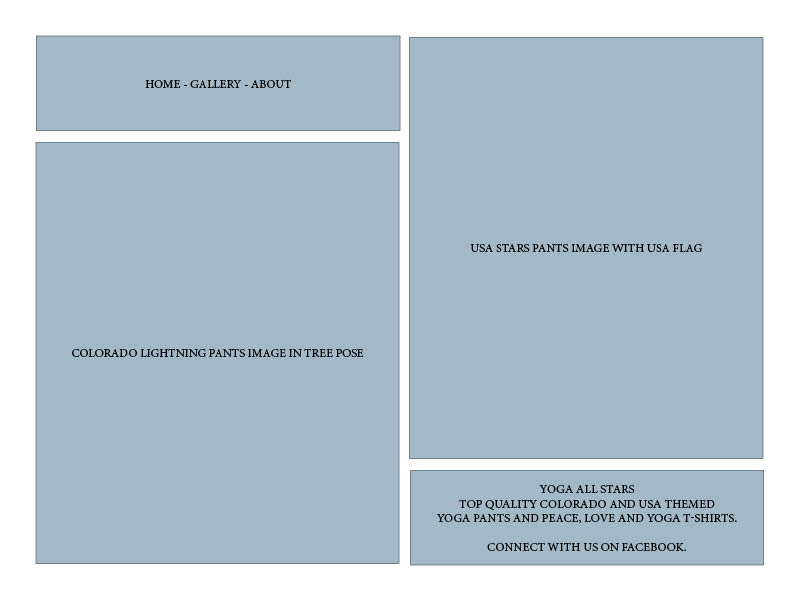 HOME - GALLERY - ABOUT
COLORADO LIGHTNING PANTS IMAGE IN TREE POSE
USA STARS PANTS IMAGE WITH USA FLAG
YOGA ALL STARS
TOP QUALITY COLORADO AND USA THEMED
YOGA PANTS AND PEACE, LOVE AND YOGA T-SHIRTS.
CONNECT WITH US ON FACEBOOK.